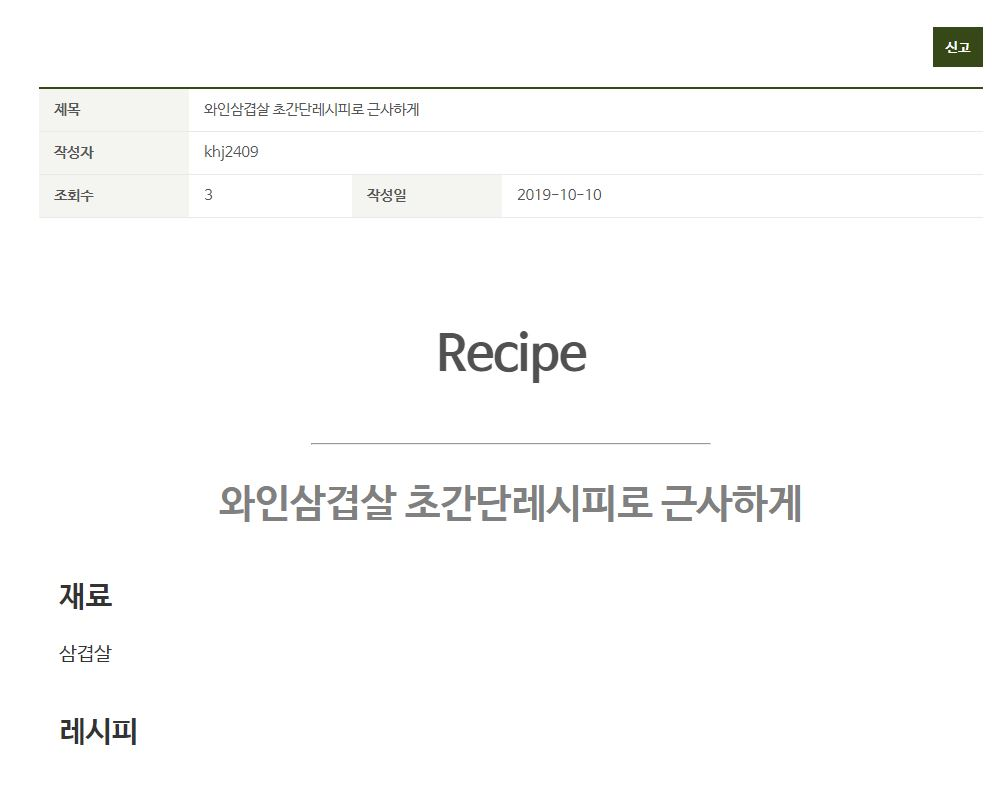 신고
제목 와인삼겹살 초간단레시피로 근사하게
작성자 khj2409
조회수 3 작성일 2019-10-10
Recipe
와인삼겹살 초간단레시피로 근사하게
재료
삼겹살
레시피